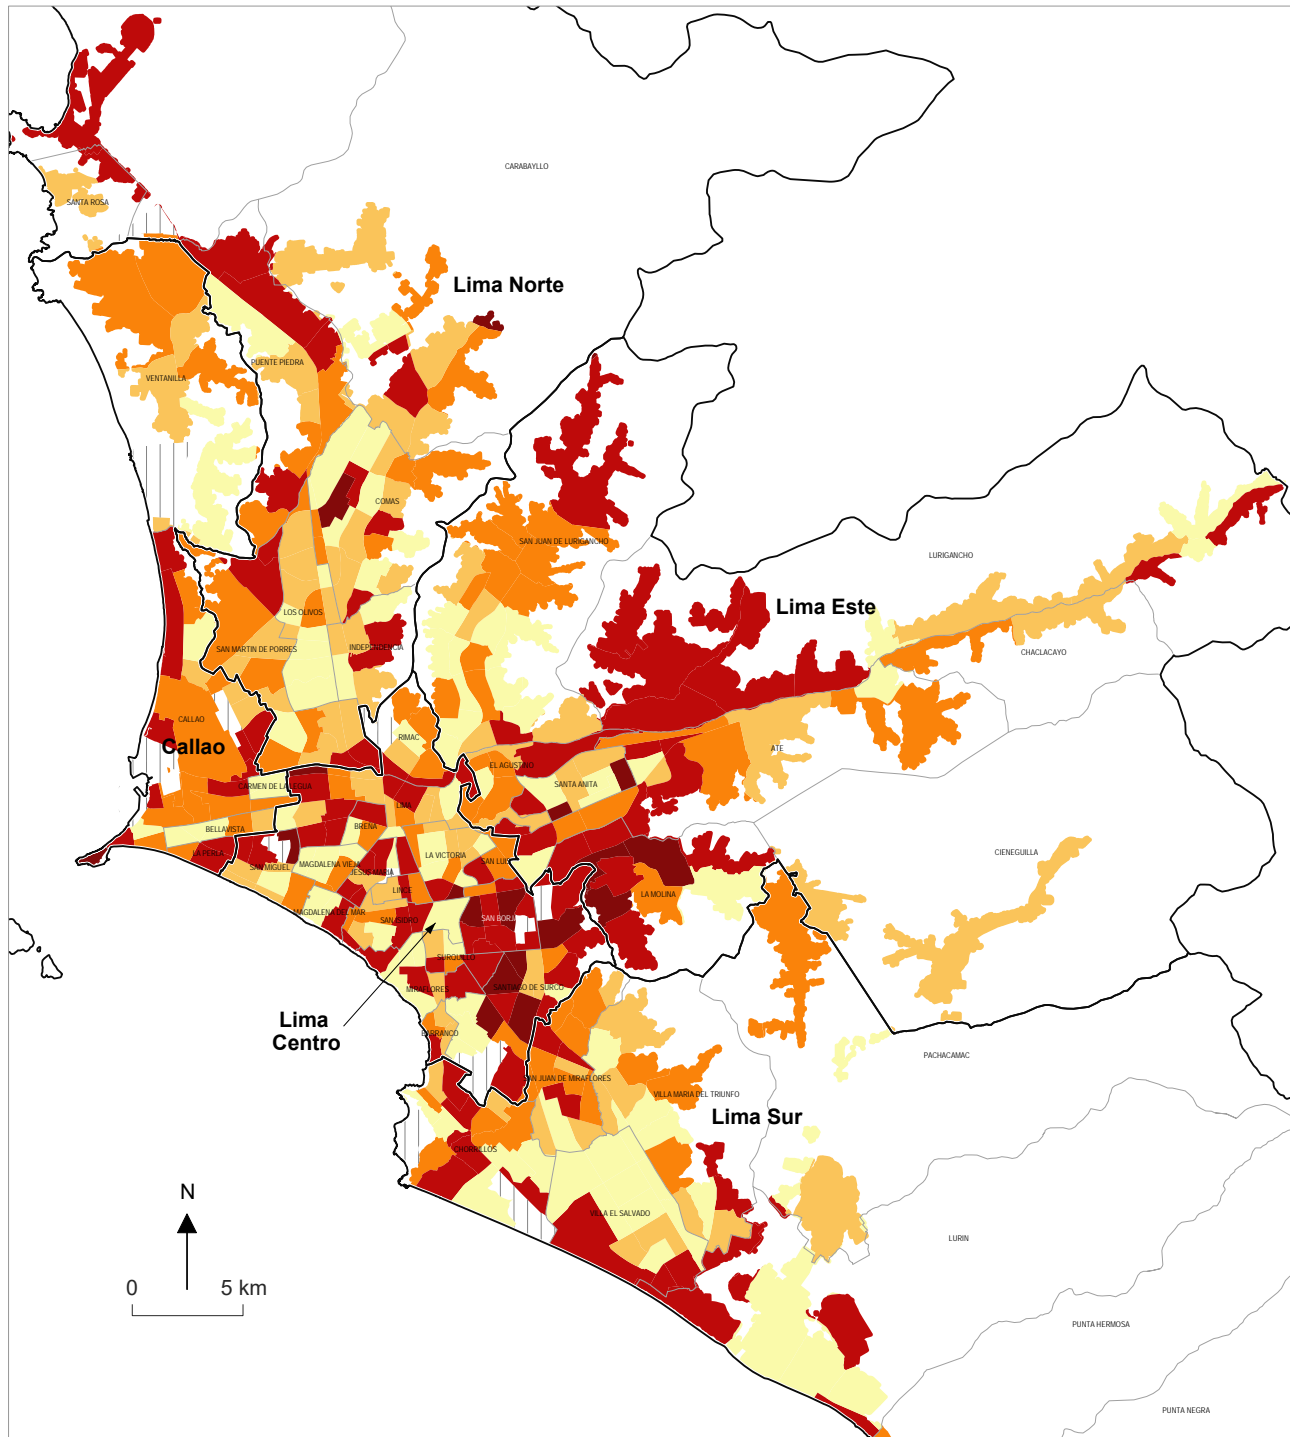 CARABAYLLO
SANTA ROSA
Lima Norte
PUENTE PIEDRA
VENTANILLA
COMAS
SAN JUAN DE LURIGANCHO
LURIGANCHO
Lima Este
LOS OLIVOS
SAN MARTIN DE PORRES
INDEPENDENCIA
CHACLACAYO
CALLAO
Callao
RIMAC
ATE
EL AGUSTINO
SANTA ANITA
CARMEN DE LA LEGUA
LIMA
BELLAVISTA
BREÑA
LA PERLA
SAN MIGUEL
MAGDALENA VIEJA
JESUS MARIA
LA VICTORIA
SAN LUIS
CIENEGUILLA
LINCE
LA MOLINA
MAGDALENA DEL MAR
SAN ISIDRO
SAN BORJA
SURQUILLO
MIRAFLORES
SANTIAGO DE SURCO
Lima
Centro
BARRANCO
PACHACAMAC
SAN JUAN DE MIRAFLORES
VILLA MARIA DEL TRIUNFO
Lima Sur
CHORRILLOS
N
VILLA EL SALVADO
LURIN
0 5 km
PUNTA HERMOSA
PUNTA NEGRA